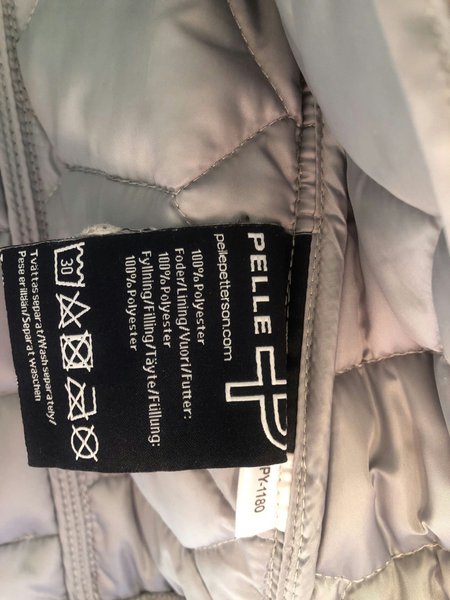 PELLE P
pellepetterson.com
100% Polyester
Foder/Lining/Vuori/Futter:
100% Polyester
Fyllning/Filling/Täyte/Füllung:
100% Polyester
30
Tvättas separat/Wash separately/
Pese erillään/Separat waschen
PY-1180